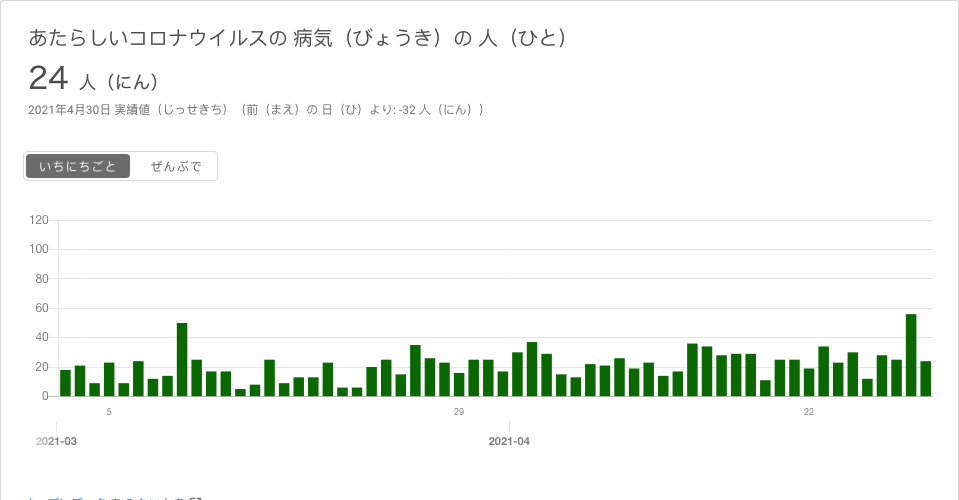 あたらしいコロナウイルスの 病気（びょうき）の 人（ひと）
24 人（にん）
2021年4月30日 実績値（じっせきち）（前（まえ）の 日（ひ）より: -32 人（にん））
いちにちごと ぜんぶで
120
100
80
60
40
20
0
5 29 22
2021-03 2021-04